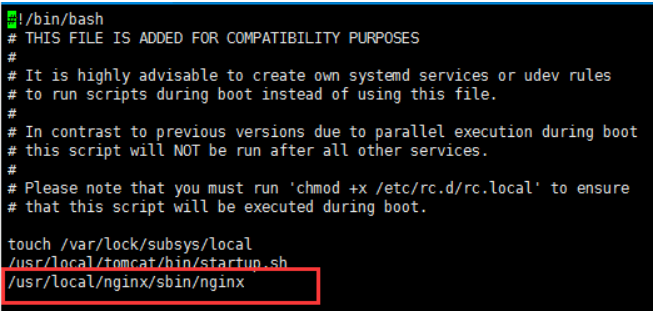 #!/bin/bash
# THIS FILE IS ADDED FOR COMPATIBILITY PURPOSES
#
# It is highly advisable to create own systemd services or udev rules
# to run scripts during boot instead of using this file.
#
# In contrast to previous versions due to parallel execution during boot
# this script will NOT be run after all other services.
#
# Please note that you must run 'chmod +x /etc/rc.d/rc.local' to ensure
# that this script will be executed during boot.
touch /var/lock/subsys/local
/usr/local/tomcat/bin/startup.sh
/usr/local/nginx/sbin/nginx